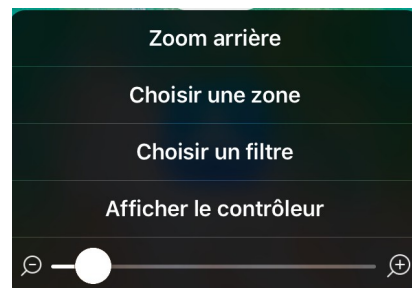 Zoom arrière
Choisir une zone
Choisir un filtre
Afficher le contrôleur